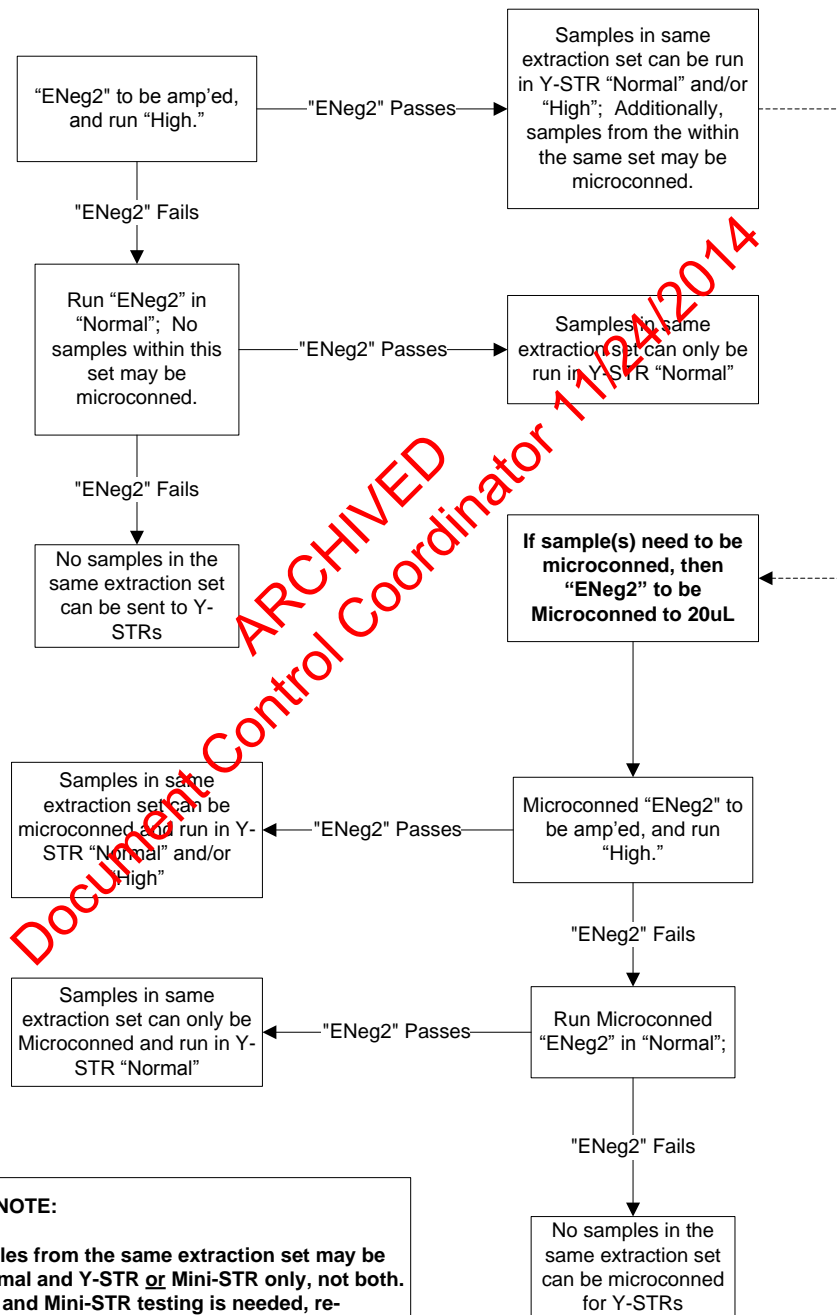 "ENeg2" to be amp'ed,
and run "High."
"ENeg2" Passes
Samples in same
extraction set can be run
in Y-STR "Normal" and/or
"High"; Additionally,
samples from the within
the same set may be
microconned.
"ENeg2" Fails
Run "ENeg2" in
"Normal"; No
samples within this
set may be
microconned.
"ENeg2" Passes
Samples in same
extraction set can only be
run in Y-STR "Normal"
"ENeg2" Fails
No samples in the
same extraction set
can be sent to Y-
STRs
If sample(s) need to be
microconned, then
"ENeg2" to be
Microconned to 20uL
ARCHIVED
Document Control Coordinator 11/24/2014
Microconned "ENeg2" to
be amp'ed, and run
"High."
"ENeg2" Passes
Samples in same
extraction set can be
microconned and run in Y-
STR "Normal" and/or
"High"
"ENeg2" Fails
Run Microconned
"ENeg2" in "Normal";
"ENeg2" Passes
Samples in same
extraction set can only be
Microconned and run in Y-
STR "Normal"
"ENeg2" Fails
No samples in the
same extraction set
can be microconned
for Y-STRs
NOTE:
les from the same extraction set may be
mal and Y-STR or Mini-STR only, not both.
and Mini-STR testing is needed, re-